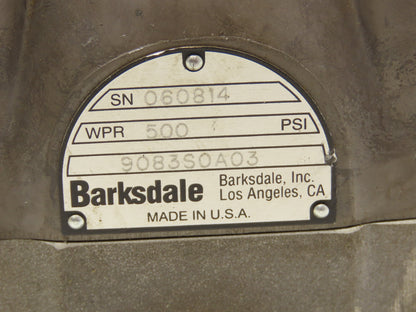 SN 060814
WPR 500 PSI
9083S0A03
Barksdale Barksdale, Inc.
Los Angeles, CA
MADE IN U.S.A.